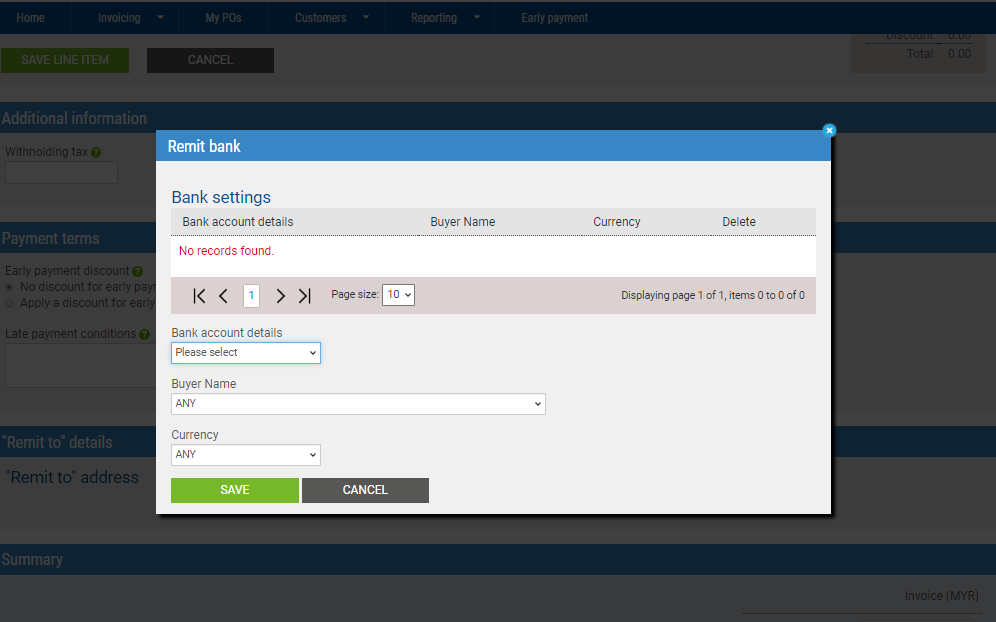 Home Invoicing My POs Customers Reporting Early payment
Discount 0.00
SAVE LINE ITEM CANCEL
Total 0.00
Additional information
Withholding tax
Remit bank
Bank settings
Bank account details Buyer Name Currency Delete
No records found.
1 Page size: 10 Displaying page 1 of 1, items 0 to 0 of 0
Bank account details
Please select
Buyer Name
ANY
Currency
ANY
SAVE CANCEL
Payment terms
Early payment discount
No discount for early
Apply a discount for early
Late payment conditions
"Remit to" details
"Remit to" address
Summary
Invoice (MYR)